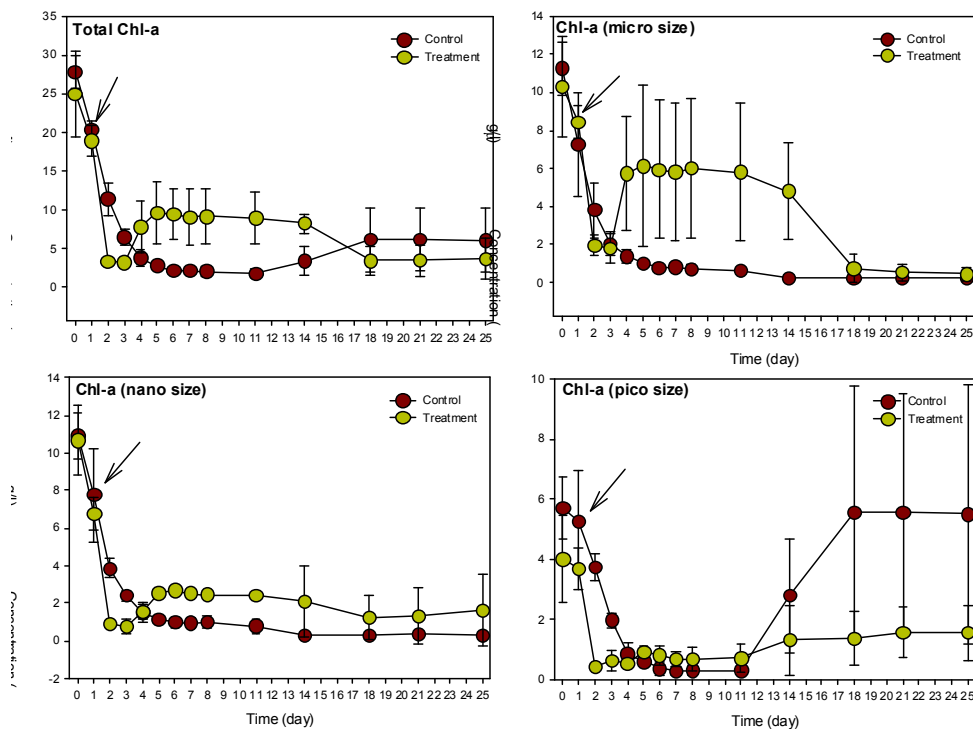 Total Chl-a
Control
Treatment
35
30
25
20
15
10
5
0
0 1 2 3 4 5 6 7 8 9 10 11 12 13 14 15 16 17 18 19 20 21 22 23 24 25
Chl-a (micro size)
Control
Treatment
g/l)
Concentration (
14
12
10
8
6
4
2
0
0 1 2 3 4 5 6 7 8 9 10 11 12 13 14 15 16 17 18 19 20 21 22 23 24 25
Time (day)
Chl-a (nano size)
Control
Treatment
14
12
10
8
6
4
2
0
-2
0 1 2 3 4 5 6 7 8 9 10 11 12 13 14 15 16 17 18 19 20 21 22 23 24 25
Time (day)
Chl-a (pico size)
Control
Treatment
10
8
6
4
2
0
0 1 2 3 4 5 6 7 8 9 10 11 12 13 14 15 16 17 18 19 20 21 22 23 24 25
Time (day)